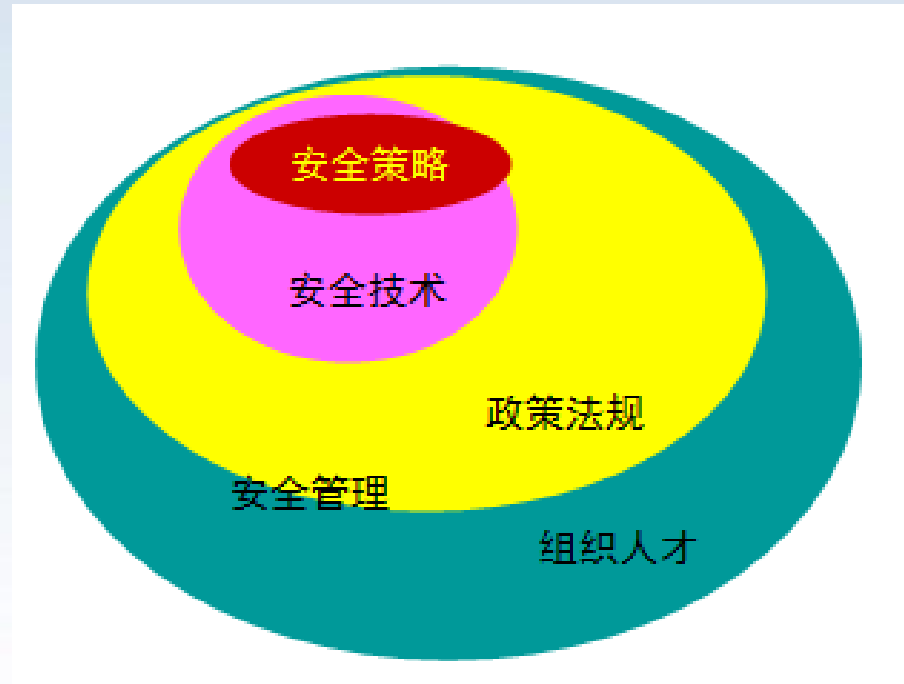 安全策略
安全技术
政策法规
安全管理
组织人才